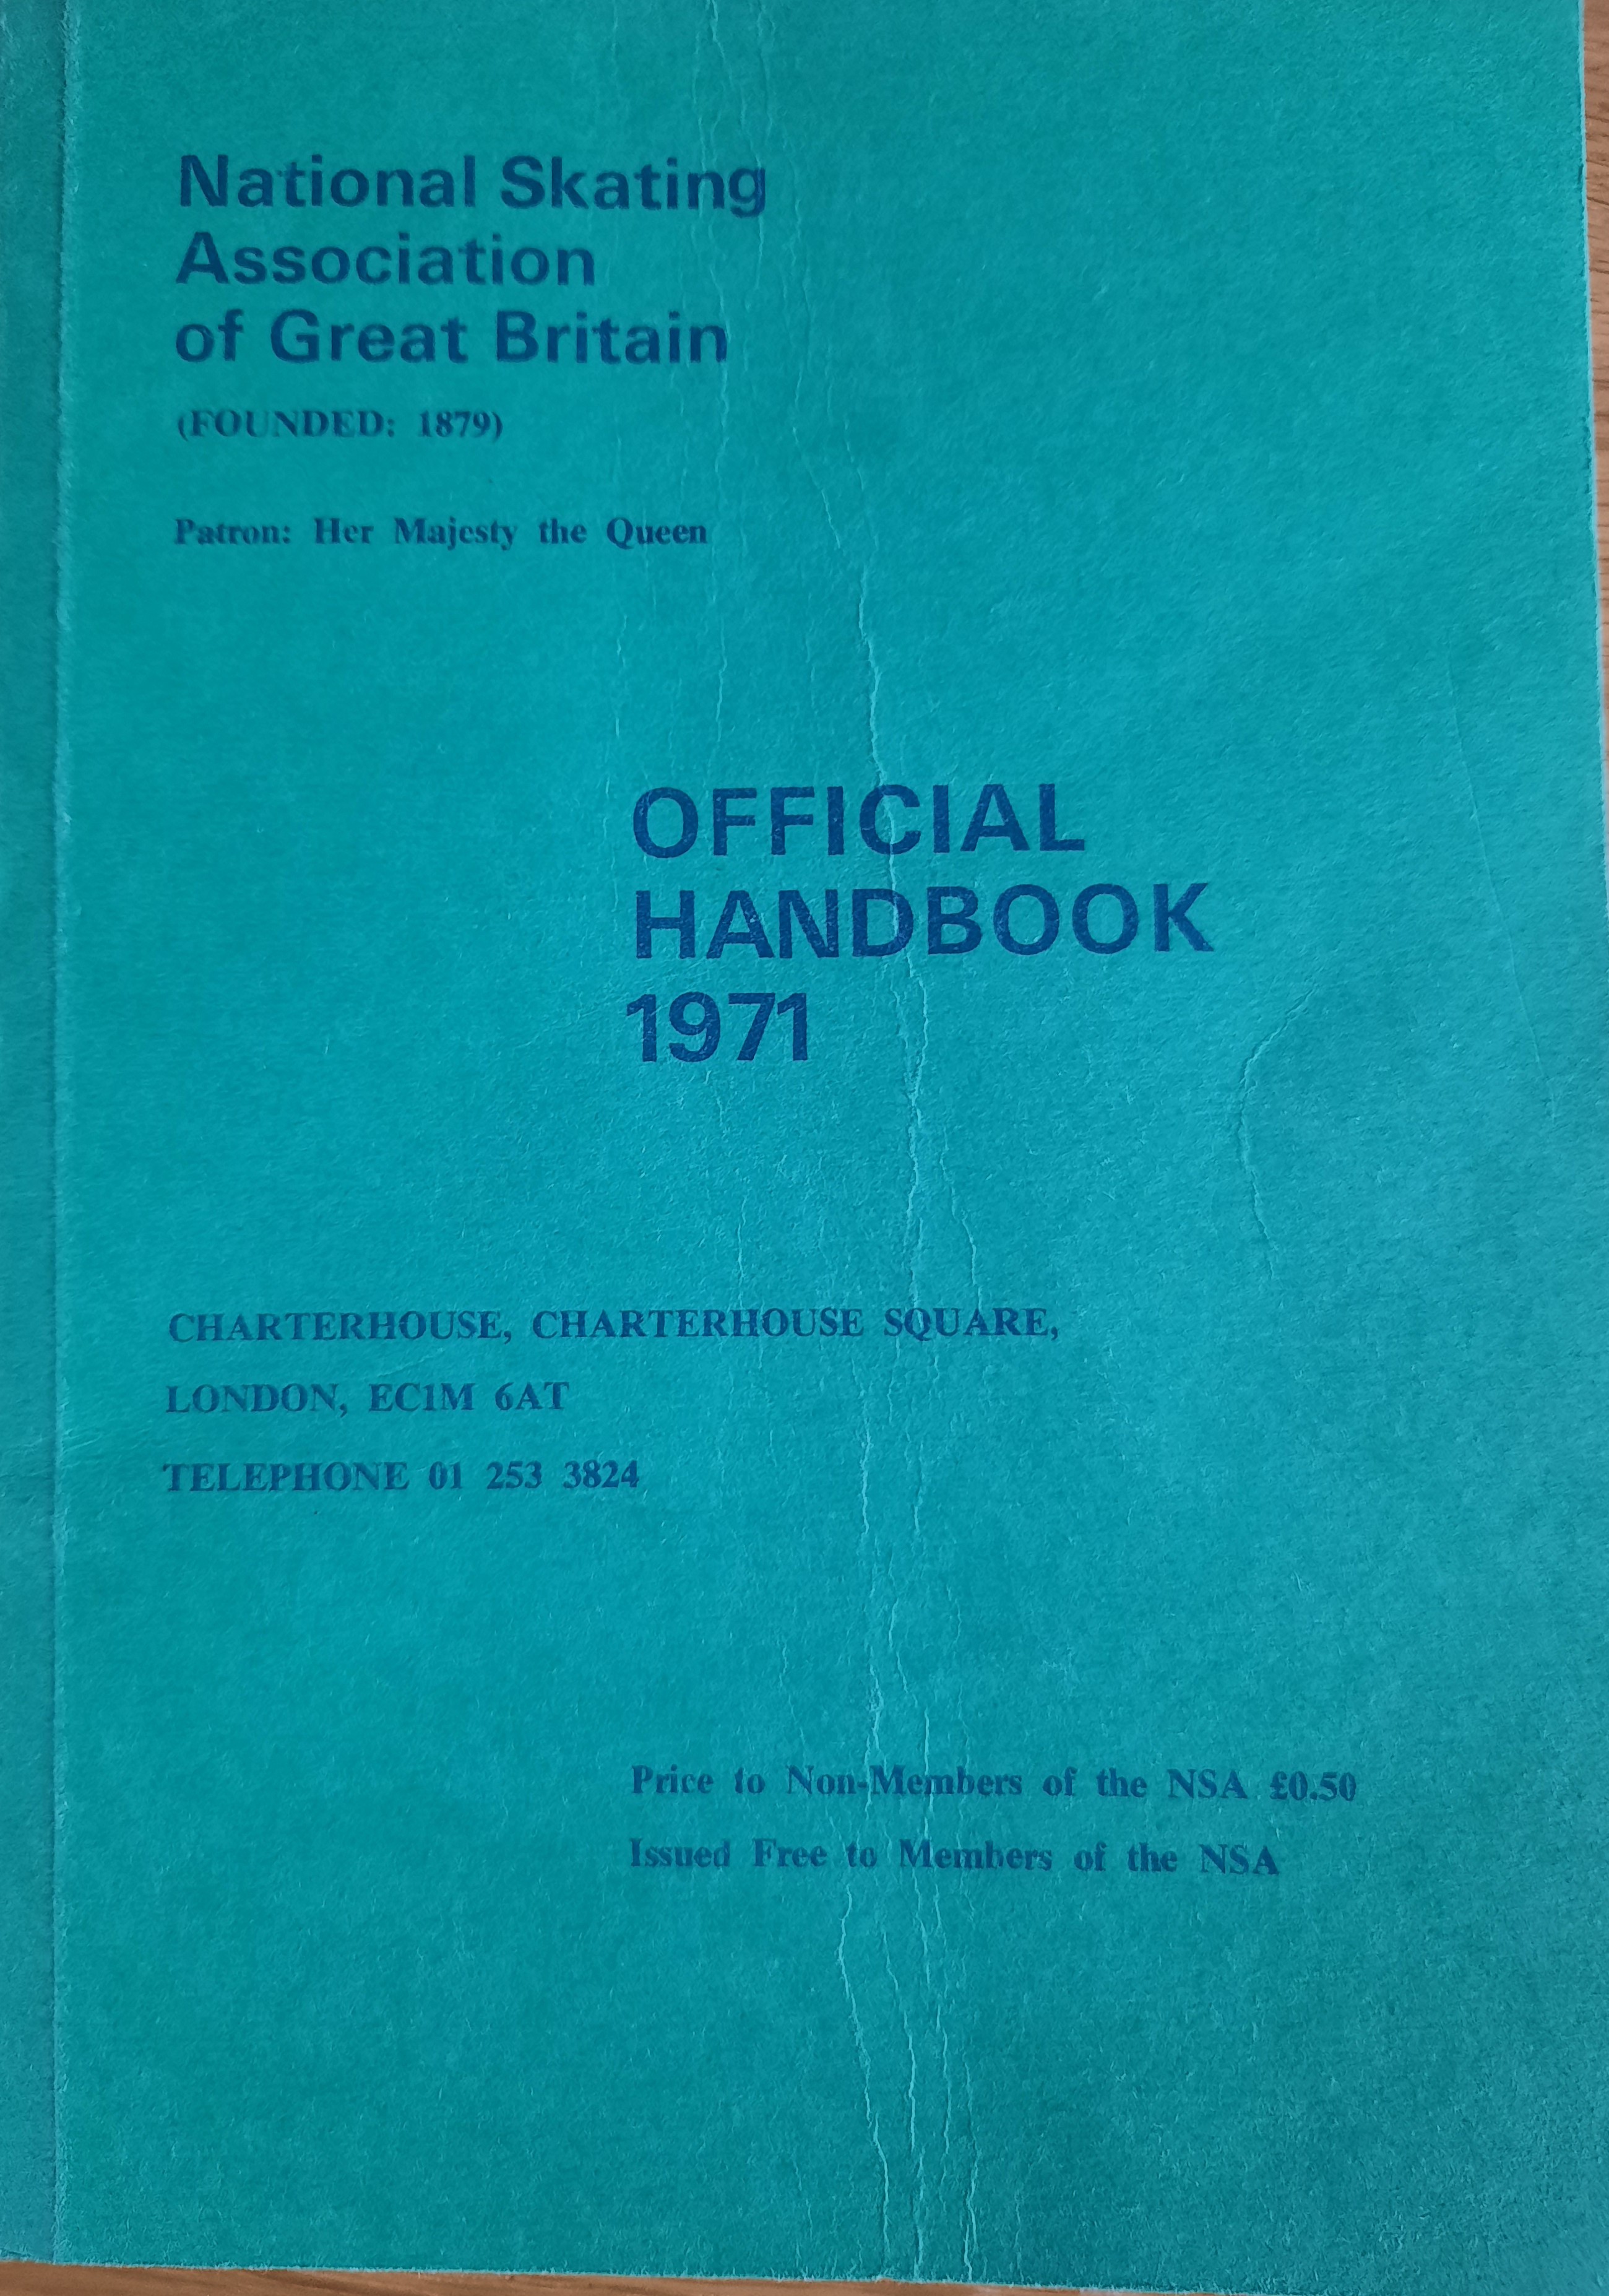 National Skating
Association
of Great Britain
(FOUNDED: 1879)
Patron: Her Majesty the Queen
OFFICIAL
HANDBOOK
1971
CHARTERHOUSE, CHARTERHOUSE SQUARE,
LONDON, EC1M 6AT
TELEPHONE 01 253 3824
Price to Non-Members of the NSA £0.50
Issued Free to Members of the NSA